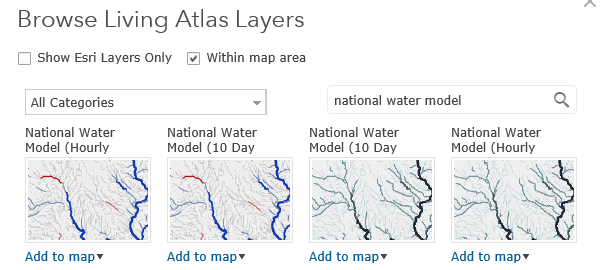 Browse Living Atlas Layers
Show Esri Layers Only
Within map area
All Categories
national water model
National Water
Model (Hourly
National Water
Model (10 Day
National Water
Model (10 Day
National Water
Model (Hourly
Add to map
Add to map
Add to map
Add to map